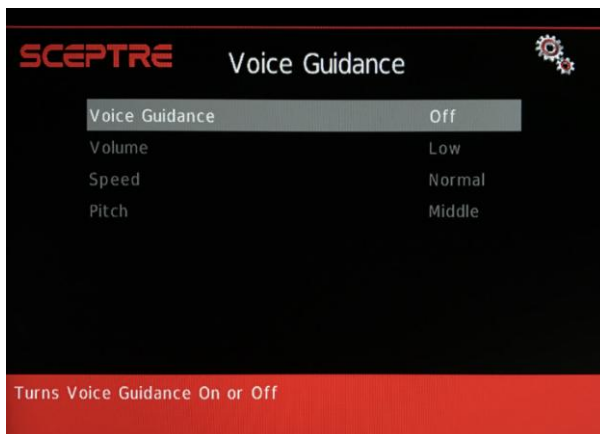 SCEPTRE
Voice Guidance
Voice Guidance Off
Volume Low
Speed Normal
Pitch Middle
Turns Voice Guidance On or Off